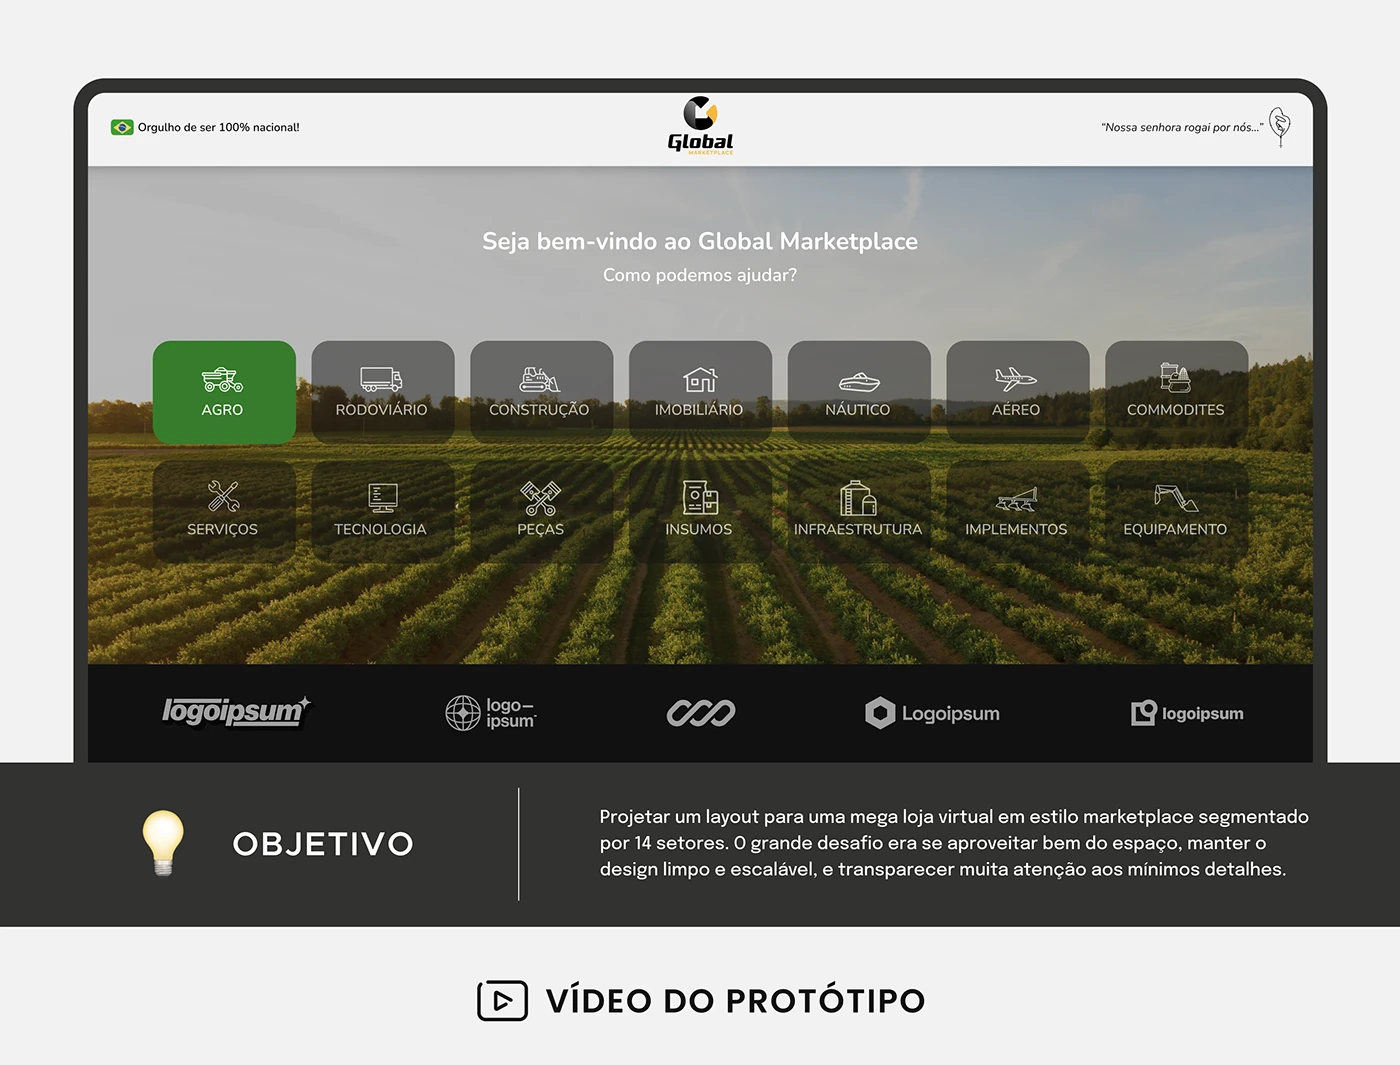 Orgulho de ser 100% nacional!
Global
MARKETPLACE
“Nossa senhora rogai por nós...”
Seja bem-vindo ao Global Marketplace
Como podemos ajudar?
AGRO
RODOVIÁRIO
CONSTRUÇÃO
IMOBILIÁRIO
NÁUTICO
AÉREO
COMMODITES
SERVIÇOS
TECNOLOGIA
PEÇAS
INSUMOS
INFRAESTRUTURA
IMPLEMENTOS
EQUIPAMENTO
logoipsum
logo—
ipsum
Logoipsum
logoipsum
OBJETIVO
Projetar um layout para uma mega loja virtual em estilo marketplace segmentado
por 14 setores. O grande desafio era se aproveitar bem do espaço, manter o
design limpo e escalável, e transparecer muita atenção aos mínimos detalhes.
VÍDEO DO PROTÓTIPO